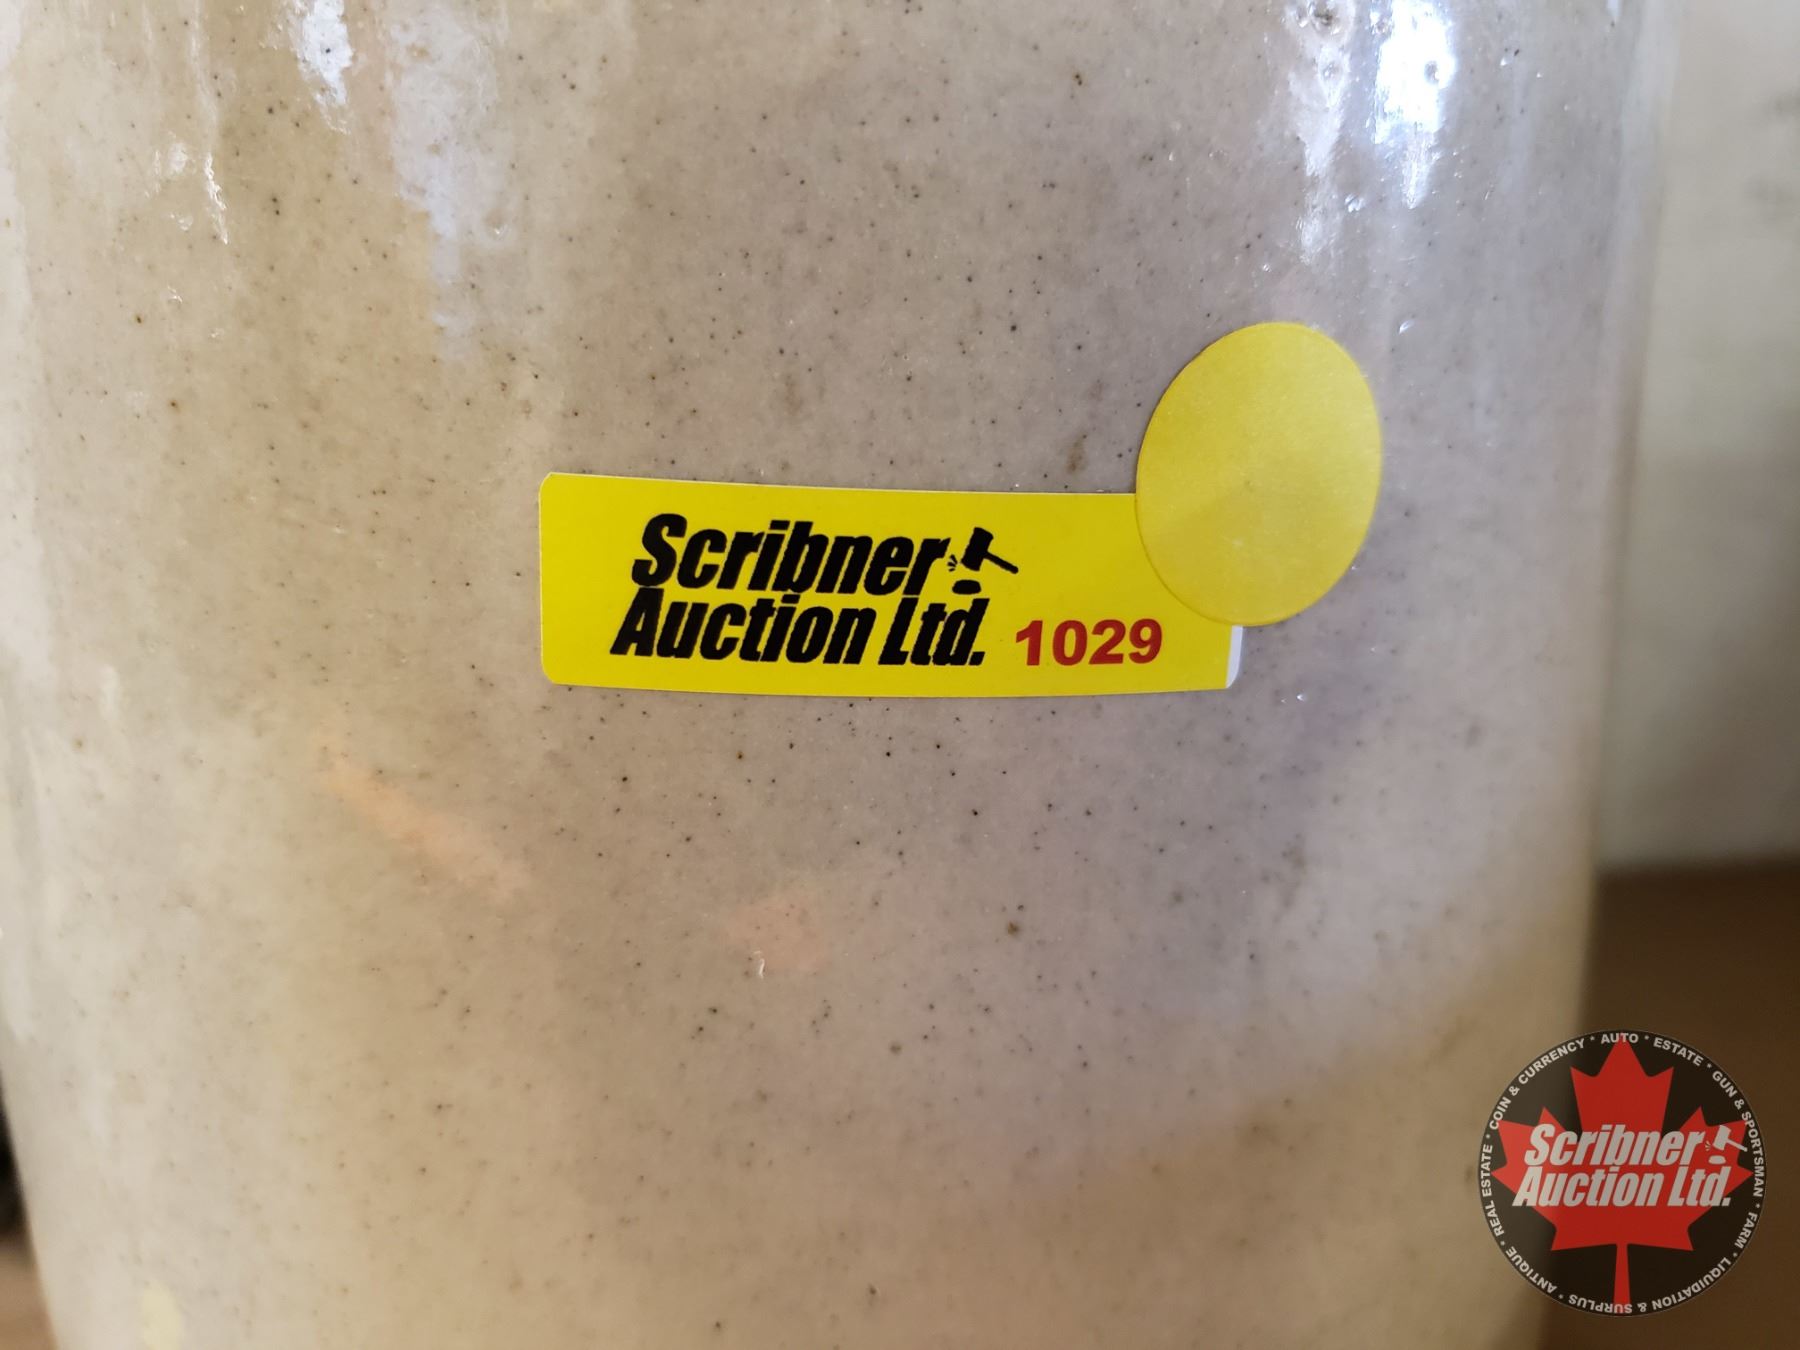 Scribner
Auction Ltd. 1029
COIN & CURRENCY * AUTO * ESTATE * GUN & SPORTSMAN * FARM * LIQUIDATION & SURPLUS * ANTIQUE * REAL ESTATE *
Scribner
Auction Ltd.